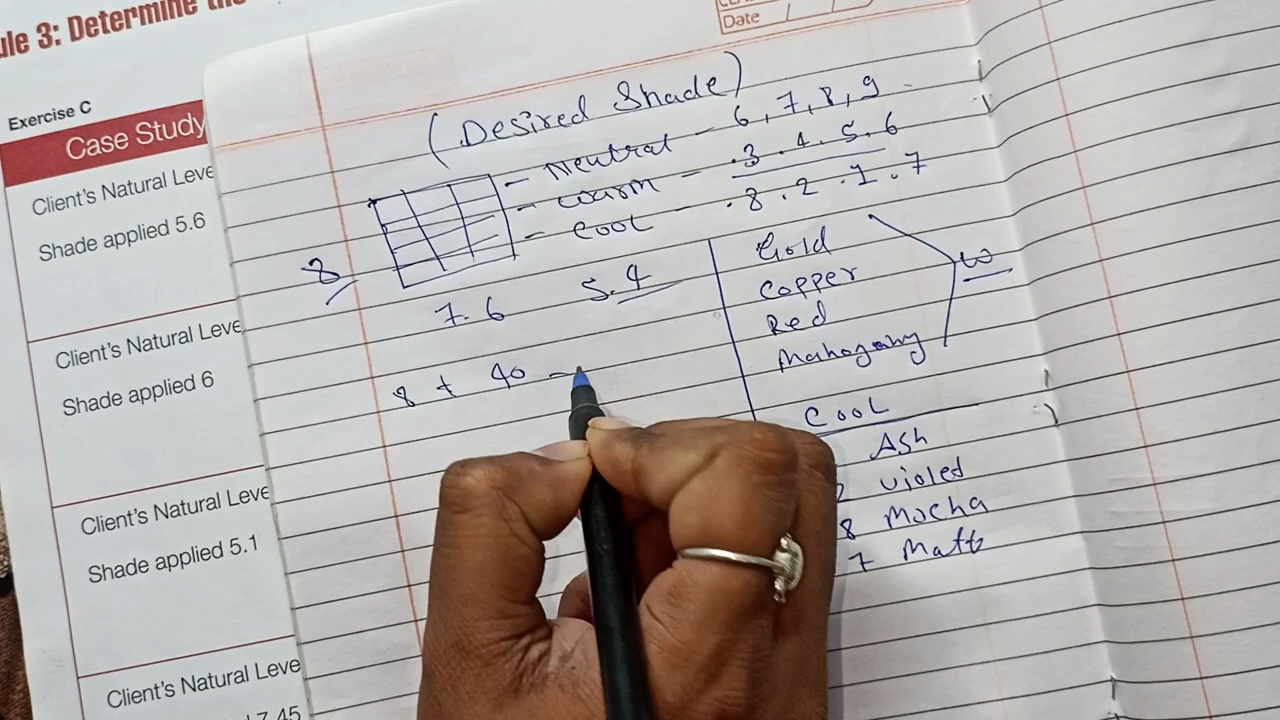 ule 3: Determine the
Date / /
Exercise C
Case Study
Client's Natural Leve
Shade applied 5.6
Client's Natural Leve
Shade applied 6
Client's Natural Leve
Shade applied 5.1
Client's Natural Leve
7.45
(Desired Shade)
- Neutral - 6, 7, 8, 9
- warm - .3 .4 .5 .6
- cool - .8 .2 .1 .7
8
7.6 5.4
8 + 40 -
Gold
Copper
Red
Mahogany
w
Cool
Ash
violed
8 Mocha
7 Matt